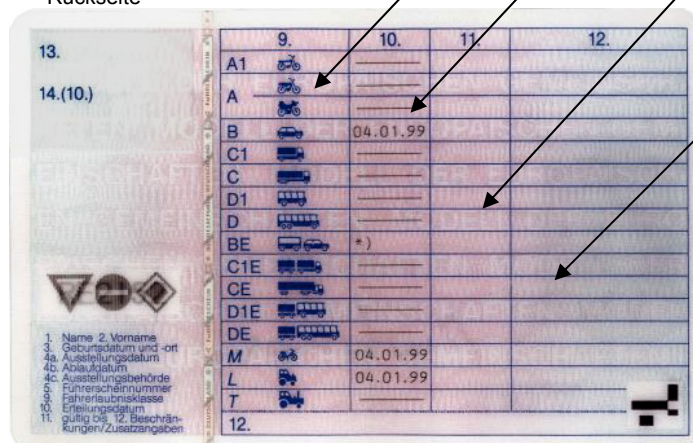 Rückseite
13.
14.(10.)
9. 10. 11. 12.
A1
A
B 04.01.99
C1
C
D1
D
BE *)
C1E
CE
D1E
DE
M 04.01.99
L 04.01.99
T
12.
1. Name 2. Vorname
3. Geburtsdatum und -ort
4a. Ausstellungsdatum
4b. Ablaufdatum
4c. Ausstellungsbehörde
5. Führerscheinnummer
9. Fahrerlaubnisklasse
10. Erteilungsdatum
11. gültig bis 12. Beschrän-
kungen/Zusatzangaben